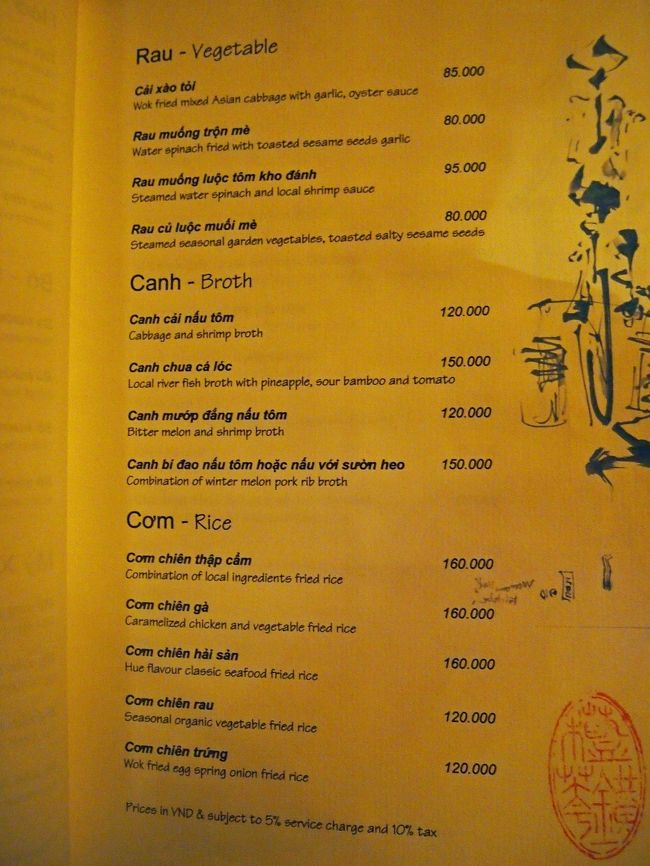 Rau - Vegetable
Cải xào tỏi 85.000
Wok fried mixed Asian cabbage with garlic, oyster sauce
Rau muống trộn mè 80.000
Water spinach fried with toasted sesame seeds garlic
Rau muống luộc tôm kho đánh 95.000
Steamed water spinach and local shrimp sauce
Rau củ luộc muối mè 80.000
Steamed seasonal garden vegetables, toasted salty sesame seeds
Canh - Broth
Canh cải nấu tôm 120.000
Cabbage and shrimp broth
Canh chua cá lóc 150.000
Local river fish broth with pineapple, sour bamboo and tomato
Canh mướp đắng nấu tôm 120.000
Bitter melon and shrimp broth
Canh bí đao nấu tôm hoặc nấu với sườn heo 150.000
Combination of winter melon pork rib broth
Cơm - Rice
Cơm chiên thập cẩm 160.000
Combination of local ingredients fried rice
Cơm chiên gà 160.000
Caramelized chicken and vegetable fried rice
Cơm chiên hải sản 160.000
Hue flavour classic seafood fried rice
Cơm chiên rau 120.000
Seasonal organic vegetable fried rice
Cơm chiên trứng 120.000
Wok fried egg spring onion fried rice
Prices in VND & subject to 5% service charge and 10% tax